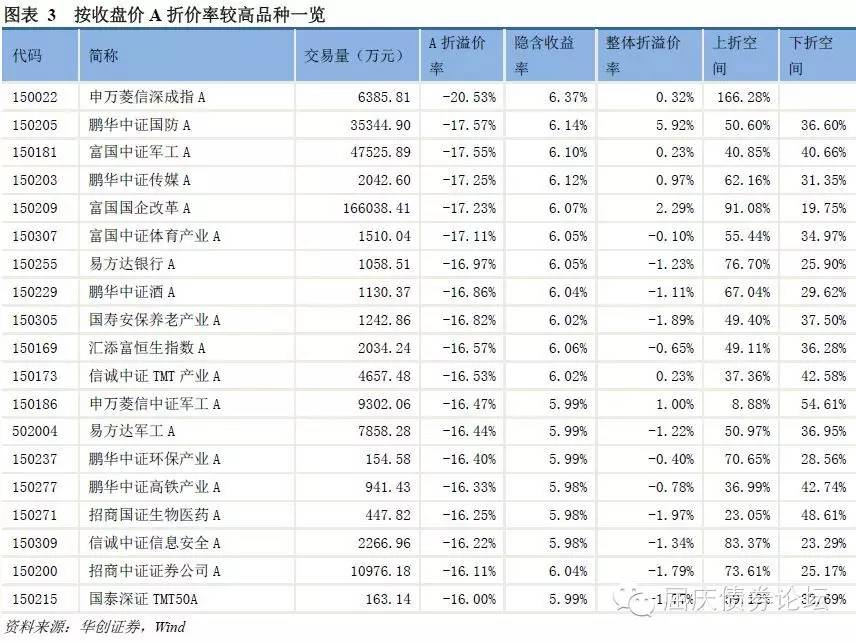 图表 3 按收盘价 A 折价率较高品种一览
代码 简称 交易量（万元） A 折溢价率 隐含收益率 整体折溢价率 上折空间 下折空间
150022 申万菱信深成指 A 6385.81 -20.53% 6.37% 0.32% 166.28%
150205 鹏华中证国防 A 35344.90 -17.57% 6.14% 5.92% 50.60% 36.60%
150181 富国中证军工 A 47525.89 -17.55% 6.10% 0.23% 40.85% 40.66%
150203 鹏华中证传媒 A 2042.60 -17.25% 6.12% 0.97% 62.16% 31.35%
150209 富国国企改革 A 166038.41 -17.23% 6.07% 2.29% 91.08% 19.75%
150307 富国中证体育产业 A 1510.04 -17.11% 6.05% -0.10% 55.44% 34.97%
150255 易方达银行 A 1058.51 -16.97% 6.05% -1.23% 76.70% 25.90%
150229 鹏华中证酒 A 1130.37 -16.86% 6.04% -1.11% 67.04% 29.62%
150305 国寿安保养老产业 A 1242.86 -16.82% 6.02% -1.89% 49.40% 37.50%
150169 汇添富恒生指数 A 2034.24 -16.57% 6.06% -0.65% 49.11% 36.28%
150173 信诚中证 TMT 产业 A 4657.48 -16.53% 6.02% 0.23% 37.36% 42.58%
150186 申万菱信中证军工 A 9302.06 -16.47% 5.99% 1.00% 8.88% 54.61%
502004 易方达军工 A 7858.28 -16.44% 5.99% -1.22% 50.97% 36.95%
150237 鹏华中证环保产业 A 154.58 -16.40% 5.99% -0.40% 70.65% 28.56%
150277 鹏华中证高铁产业 A 941.43 -16.33% 5.98% -0.78% 36.99% 42.74%
150271 招商国证生物医药 A 447.82 -16.25% 5.98% -1.97% 23.05% 48.61%
150309 信诚中证信息安全 A 2266.96 -16.22% 5.98% -1.34% 83.37% 23.29%
150200 招商中证证券公司 A 10976.18 -16.11% 6.04% -1.79% 73.61% 25.17%
150215 国泰深证 TMT50A 163.14 -16.00% 5.99%
屈庆债券论坛
资料来源：华创证券，Wind